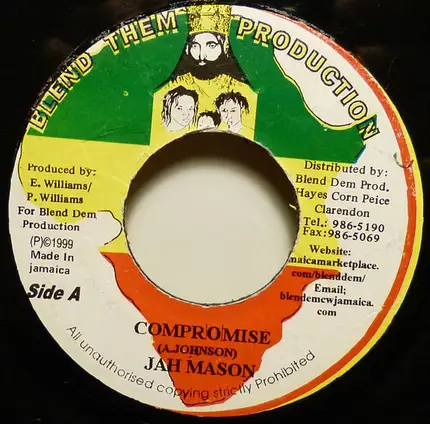 BLEND THEM PRODUCTION
Produced by:
E. Williams/
P. Williams
For Blend Dem
Production
(P)©1999
Made In
jamaica
Side A
Distributed by:
Blend Dem Prod.
Hayes Corn Peice
Clarendon
Tel.: 986-5190
Fax:986-5069
Website:
maicamarketplace.
com/blenddem/
Email;
blendemcwjamaica.
com
COMPROMISE
(A.JOHNSON)
JAH MASON
All unauthorised copying strictly Prohibited